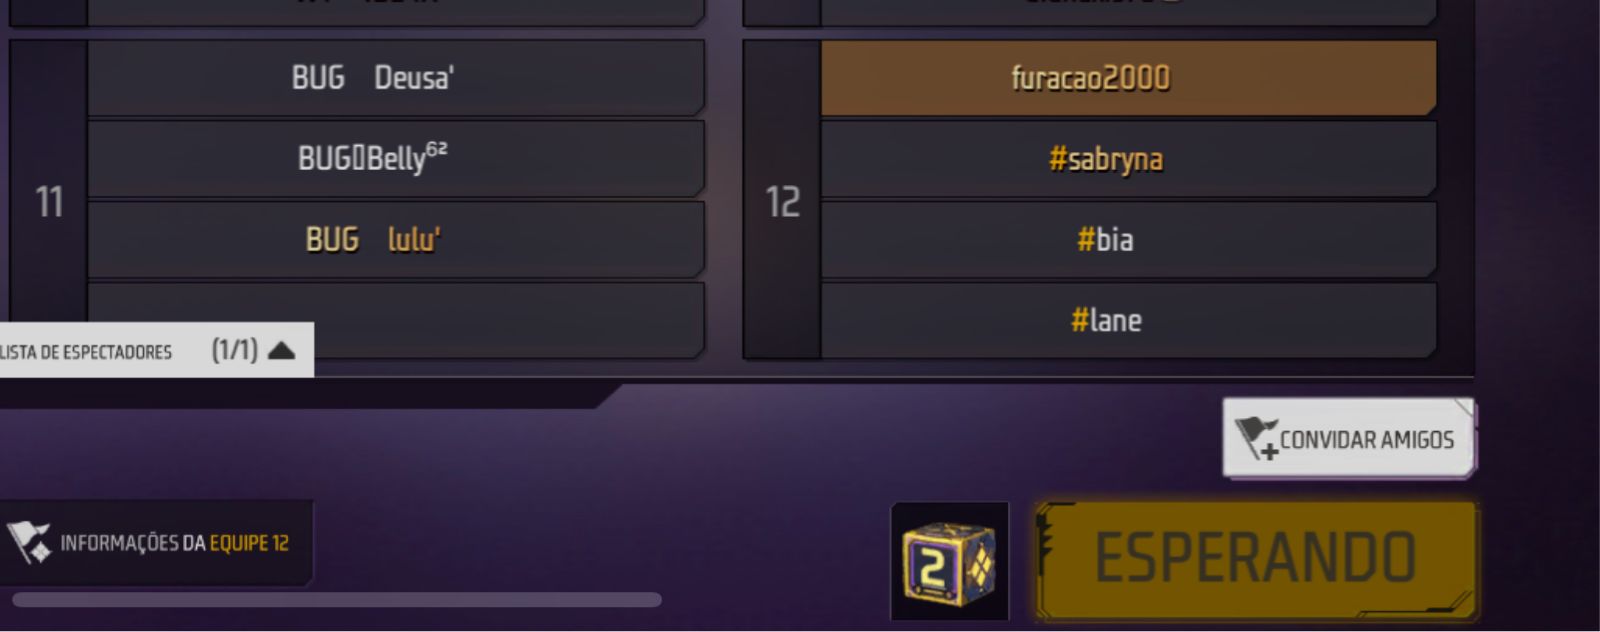 11
BUG Deusa'
BUG▯Belly⁶²
BUG lulu'
12
furacao2000
#sabryna
#bia
#lane
LISTA DE ESPECTADORES (1/1)
CONVIDAR AMIGOS
INFORMAÇÕES DA EQUIPE 12
2
ESPERANDO